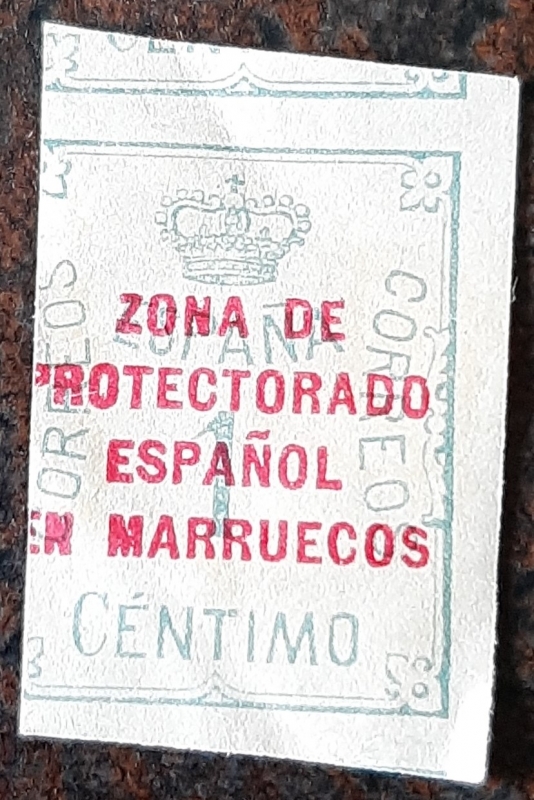 ZONA DE
ESPAÑA
PROTECTORADO
CORREOS
CORREOS
ESPAÑOL
1
EN MARRUECOS
CÉNTIMO